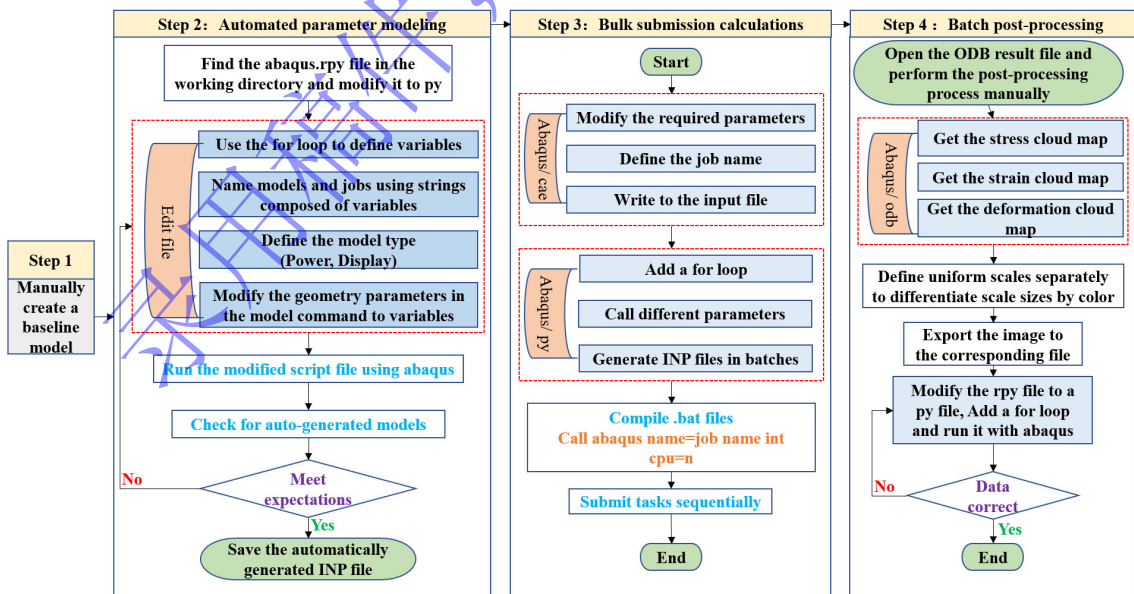 Step 1
Manually
create a
baseline
model
Step 2：Automated parameter modeling
Find the abaqus.rpy file in the
working directory and modify it to py
Edit file
Use the for loop to define variables
Name models and jobs using strings
composed of variables
Define the model type
(Power, Display)
Modify the geometry parameters in
the model command to variables
Run the modified script file using abaqus
Check for auto-generated models
No
Meet
expectations
Yes
Save the automatically
generated INP file
Step 3：Bulk submission calculations
Start
Abaqus/ cae
Modify the required parameters
Define the job name
Write to the input file
Abaqus/ py
Add a for loop
Call different parameters
Generate INP files in batches
Compile .bat files
Call abaqus name=job name int
cpu=n
Submit tasks sequentially
End
Step 4 ：Batch post-processing
Open the ODB result file and
perform the post-processing
process manually
Abaqus/ odb
Get the stress cloud map
Get the strain cloud map
Get the deformation cloud
map
Define uniform scales separately
to differentiate scale sizes by color
Export the image to
the corresponding file
Modify the rpy file to a
py file, Add a for loop
and run it with abaqus
No
Data
correct
Yes
End
录用稿件，